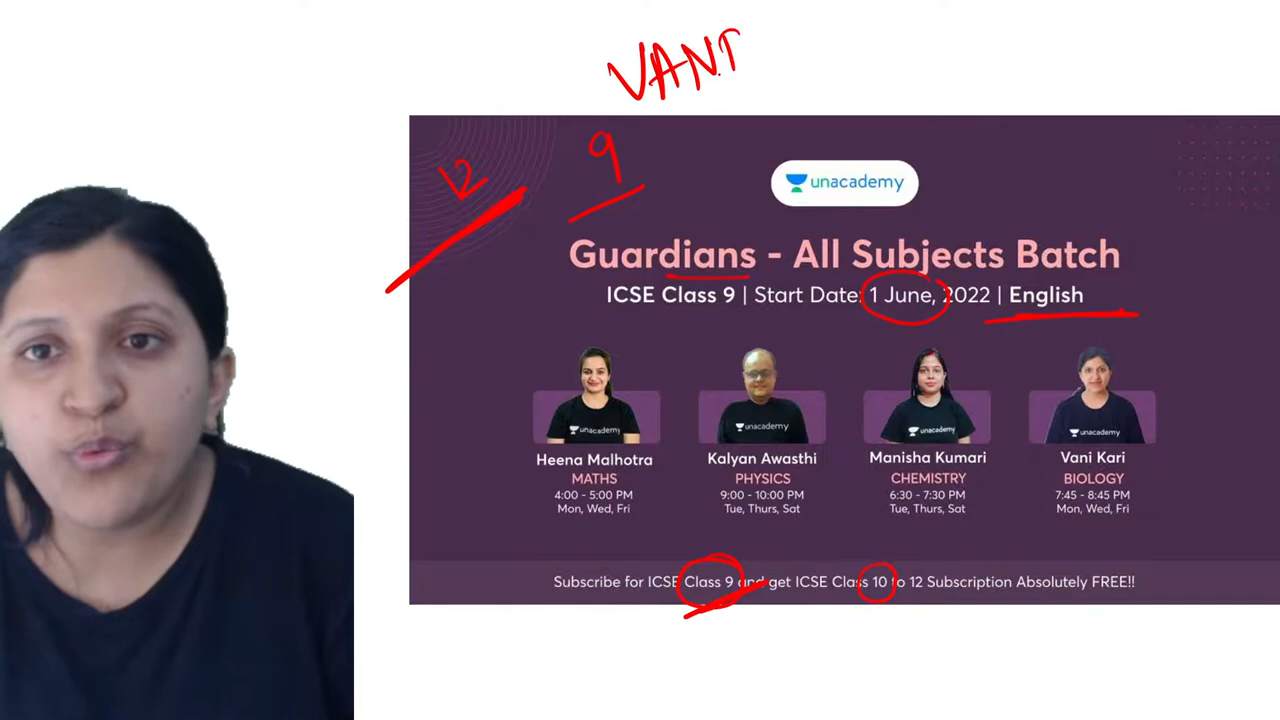 VANT
12
9
unacademy
Guardians - All Subjects Batch
ICSE Class 9 | Start Date: 1 June, 2022 | English
unacademy unacademy unacademy unacademy
Heena Malhotra Kalyan Awasthi Manisha Kumari Vani Kari
MATHS PHYSICS CHEMISTRY BIOLOGY
4:00 - 5:00 PM 9:00 - 10:00 PM 6:30 - 7:30 PM 7:45 - 8:45 PM
Mon, Wed, Fri Tue, Thurs, Sat Tue, Thurs, Sat Mon, Wed, Fri
Subscribe for ICSE Class 9 and get ICSE Class 10 to 12 Subscription Absolutely FREE!!